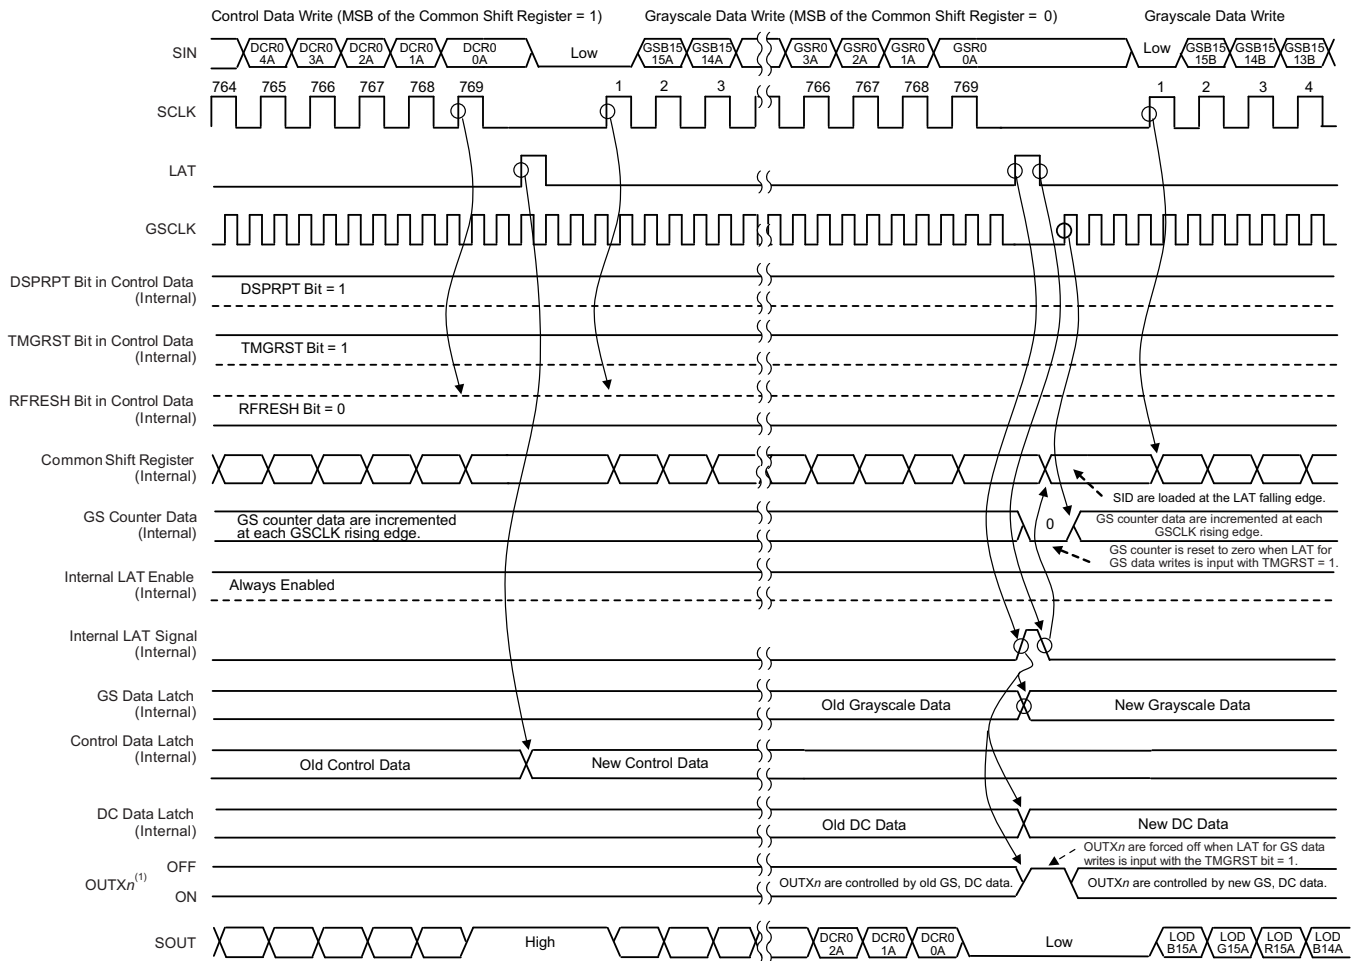 Control Data Write (MSB of the Common Shift Register = 1)
Grayscale Data Write (MSB of the Common Shift Register = 0)
Grayscale Data Write
SIN
DCR0 4A
DCR0 3A
DCR0 2A
DCR0 1A
DCR0 0A
Low
GSB15 15A
GSB15 14A
GSR0 3A
GSR0 2A
GSR0 1A
GSR0 0A
Low
GSB15 15B
GSB15 14B
GSB15 13B
764 765 766 767 768 769 1 2 3 766 767 768 769 1 2 3 4
SCLK
LAT
GSCLK
DSPRPT Bit in Control Data
(Internal)
DSPRPT Bit = 1
TMGRST Bit in Control Data
(Internal)
TMGRST Bit = 1
RFRESH Bit in Control Data
(Internal)
RFRESH Bit = 0
Common Shift Register
(Internal)
SID are loaded at the LAT falling edge.
GS Counter Data
(Internal)
GS counter data are incremented
at each GSCLK rising edge.
0
GS counter data are incremented at each
GSCLK rising edge.
GS counter is reset to zero when LAT for
GS data writes is input with TMGRST = 1.
Internal LAT Enable
(Internal)
Always Enabled
Internal LAT Signal
(Internal)
GS Data Latch
(Internal)
Old Grayscale Data
New Grayscale Data
Control Data Latch
(Internal)
Old Control Data
New Control Data
DC Data Latch
(Internal)
Old DC Data
New DC Data
OUTXn(1)
OFF
ON
OUTXn are controlled by old GS, DC data.
OUTXn are forced off when LAT for GS data
writes is input with the TMGRST bit = 1.
OUTXn are controlled by new GS, DC data.
SOUT
High
DCR0 2A
DCR0 1A
DCR0 0A
Low
LOD B15A
LOD G15A
LOD R15A
LOD B14A